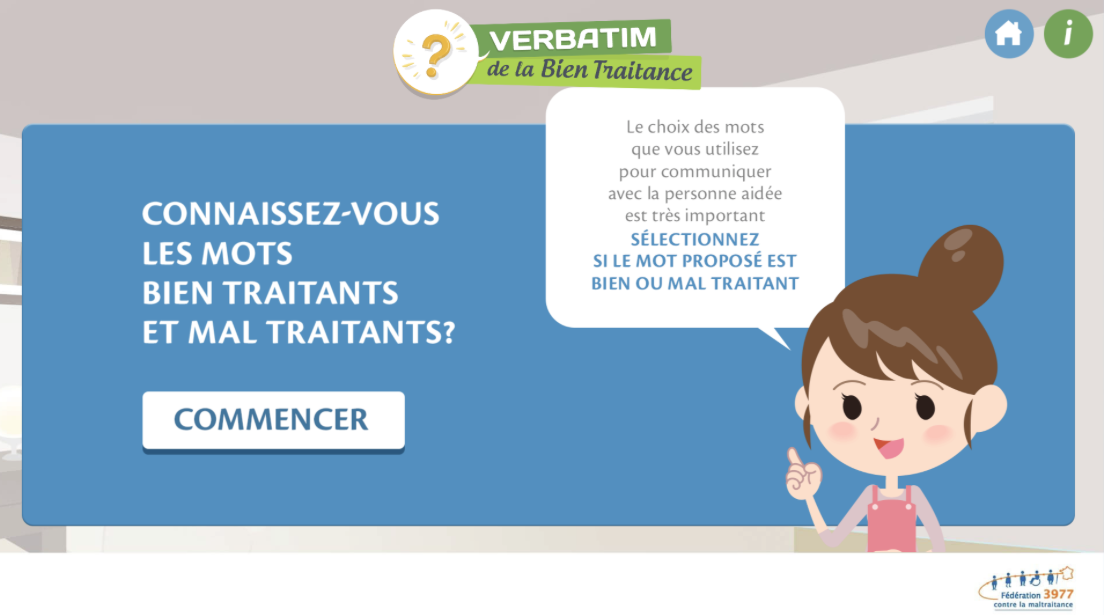 ?
VERBATIM
de la Bien Traitance
i
Le choix des mots
que vous utilisez
pour communiquer
avec la personne aidée
est très important
SÉLECTIONNEZ
SI LE MOT PROPOSÉ EST
BIEN OU MAL TRAITANT
CONNAISSEZ-VOUS
LES MOTS
BIEN TRAITANTS
ET MAL TRAITANTS?
COMMENCER
Fédération 3977
contre la maltraitance